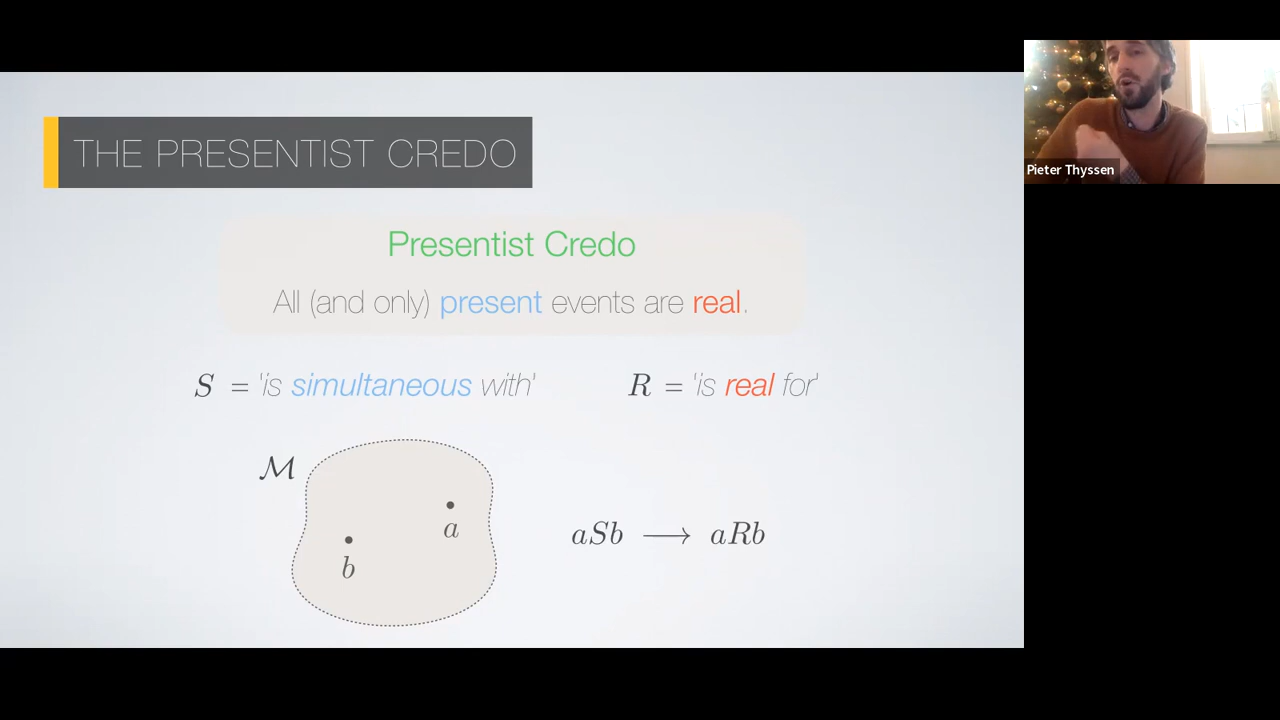 THE PRESENTIST CREDO
Presentist Credo
All (and only) present events are real.
S = 'is simultaneous with'
R = 'is real for'
ℳ
a
b
aSb ⟶ aRb
Pieter Thyssen